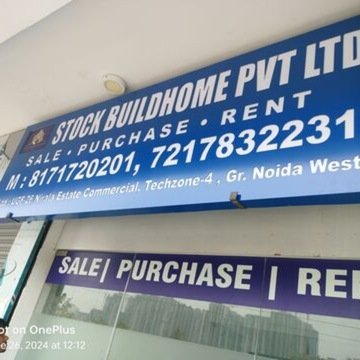 STOCK BUILDHOME PVT LTD
SALE • PURCHASE • RENT
M : 8171720201, 7217832231
Estate Commercial, Techzone-4 , Gr. Noida West
SALE | PURCHASE | RE
ot on OnePlus
26, 2024 at 12:12